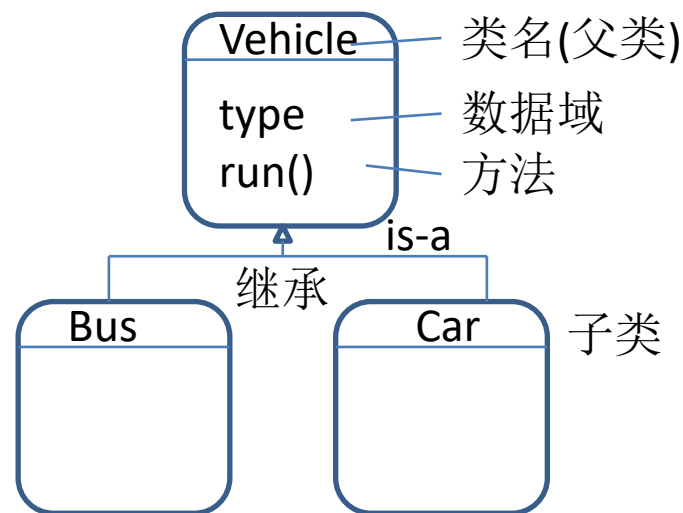 Vehicle
类名(父类)
type
数据域
run()
方法
is-a
继承
Bus
Car
子类